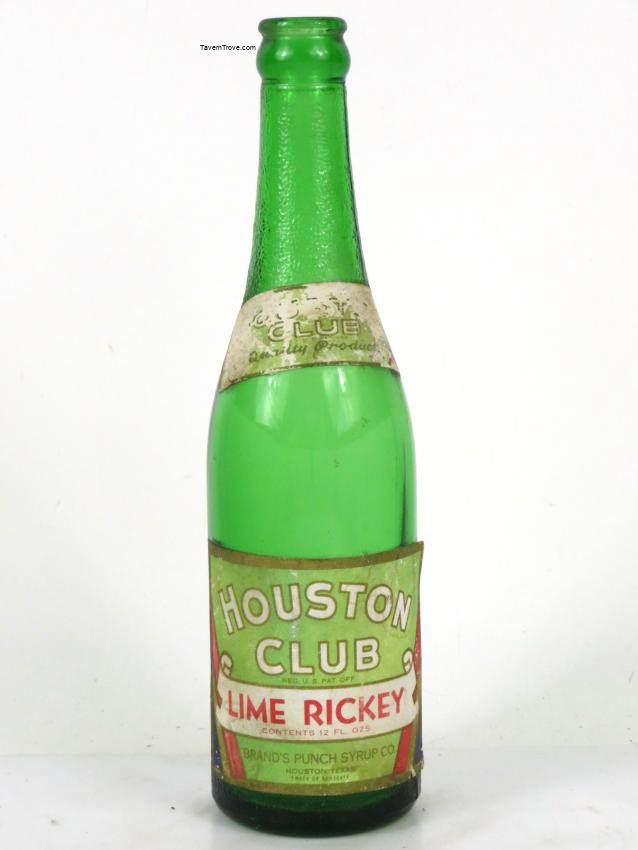 TavernTrove.com
CLUB
Quality Product
HOUSTON
CLUB
REG. U.S. PAT. OFF.
LIME RICKEY
CONTENTS 12 FL. OZS.
BRAND'S PUNCH SYRUP CO.
HOUSTON, TEXAS